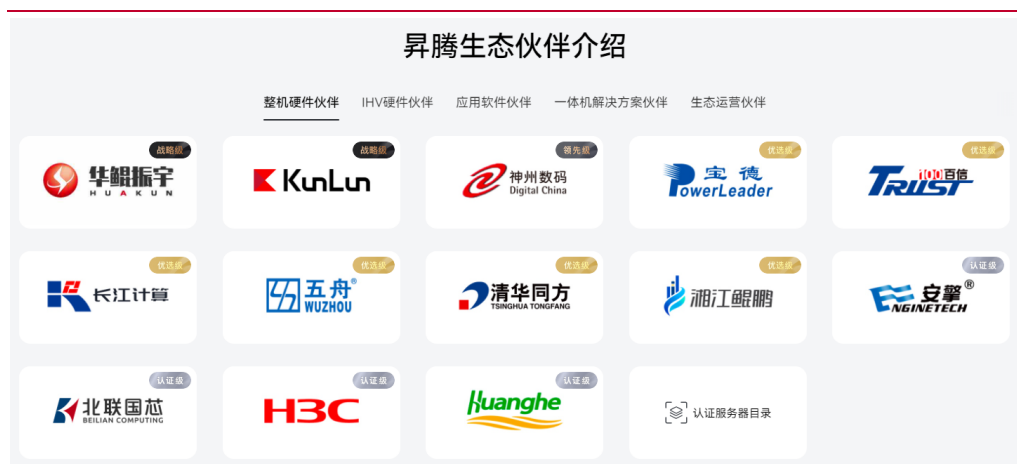 昇腾生态伙伴介绍
整机硬件伙伴 IHV硬件伙伴 应用软件伙伴 一体机解决方案伙伴 生态运营伙伴
战略级
华鲲振宇
HUAKUN
战略级
KunLun
领先级
神州数码
Digital China
优选级
宝德
PowerLeader
优选级
100百信
TRUST
优选级
长江计算
优选级
五舟®
WUZHOU
优选级
清华同方
TSINGHUA TONGFANG
优选级
湘江鲲鹏
认证级
安擎®
ENGINETECH
认证级
北联国芯
BEILIAN COMPUTING
认证级
H3C
认证级
Huanghe
认证服务器目录